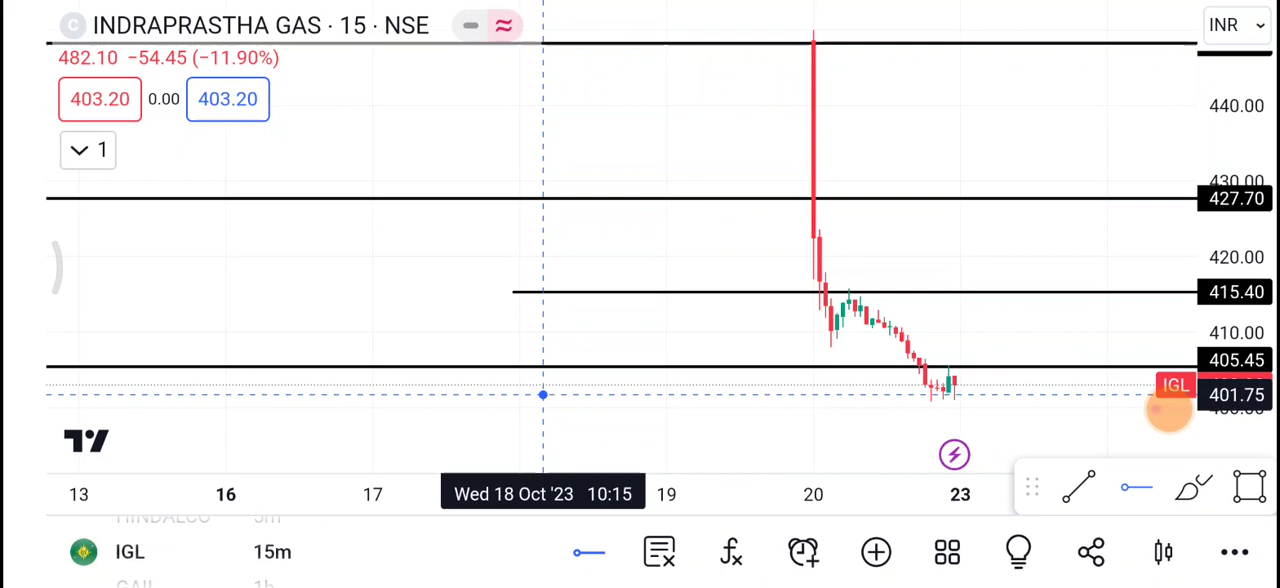 C INDRAPRASTHA GAS · 15 · NSE
INR
482.10 −54.45 (−11.90%)
403.20 0.00 403.20
1
440.00
430.00
427.70
420.00
415.40
410.00
405.45
IGL
401.75
13 16 17 Wed 18 Oct '23 10:15 19 20 23
HINDALCO 5m
IGL 15m
GAIL 1h